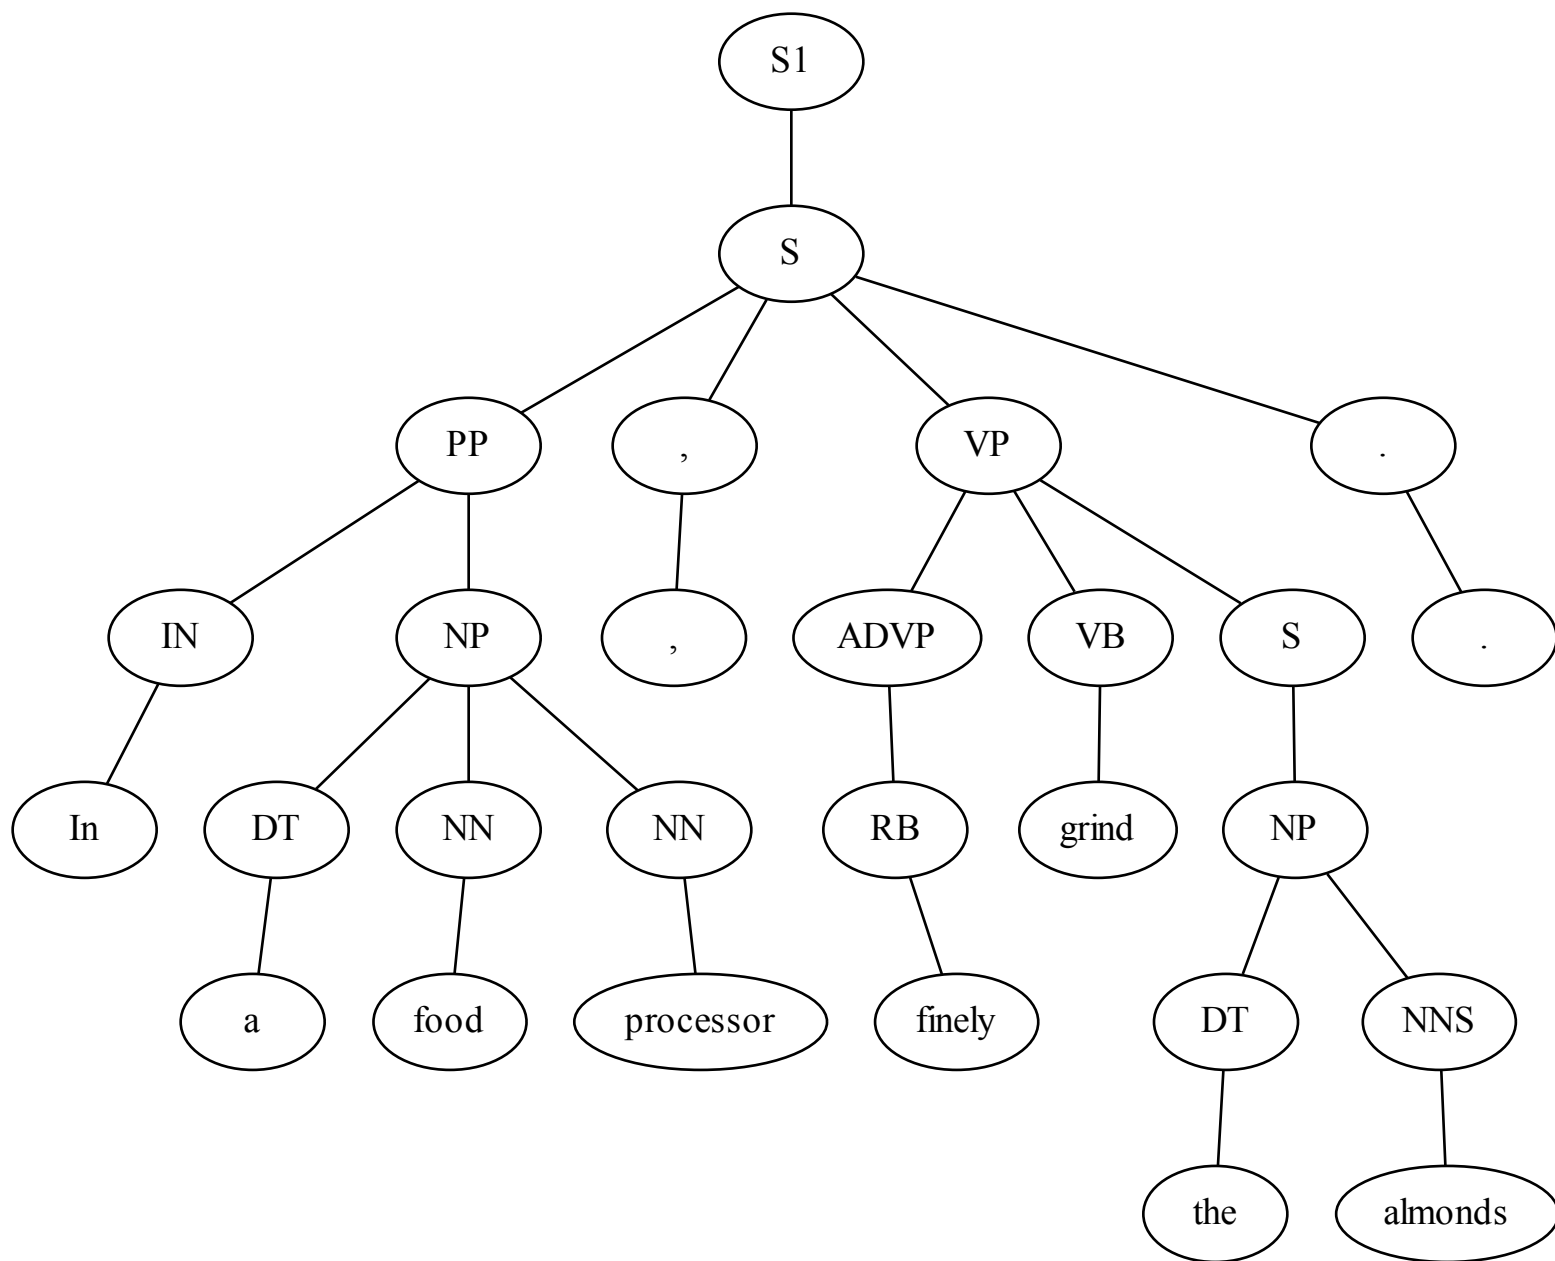 S1
S
PP , VP .
IN NP , ADVP VB S .
In DT NN NN RB grind NP
a food processor finely DT NNS
the almonds